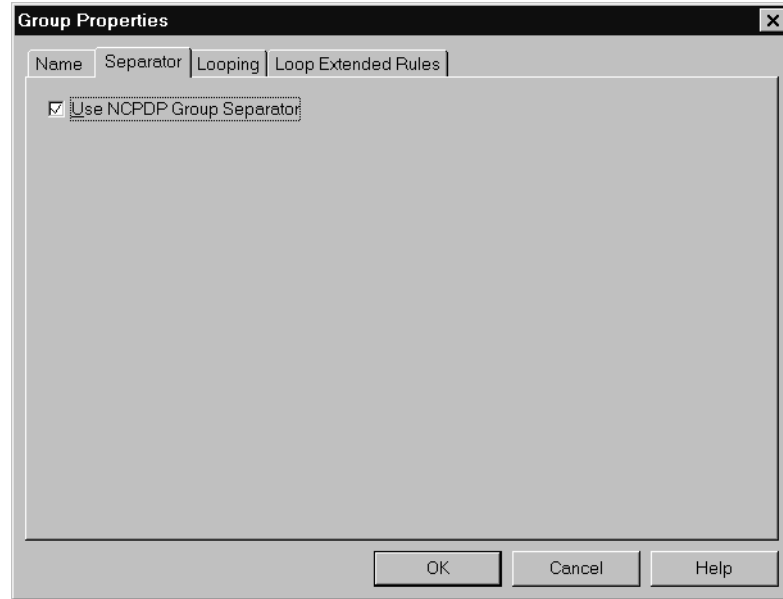 Group Properties
Name Separator Looping Loop Extended Rules
Use NCPDP Group Separator
OK Cancel Help